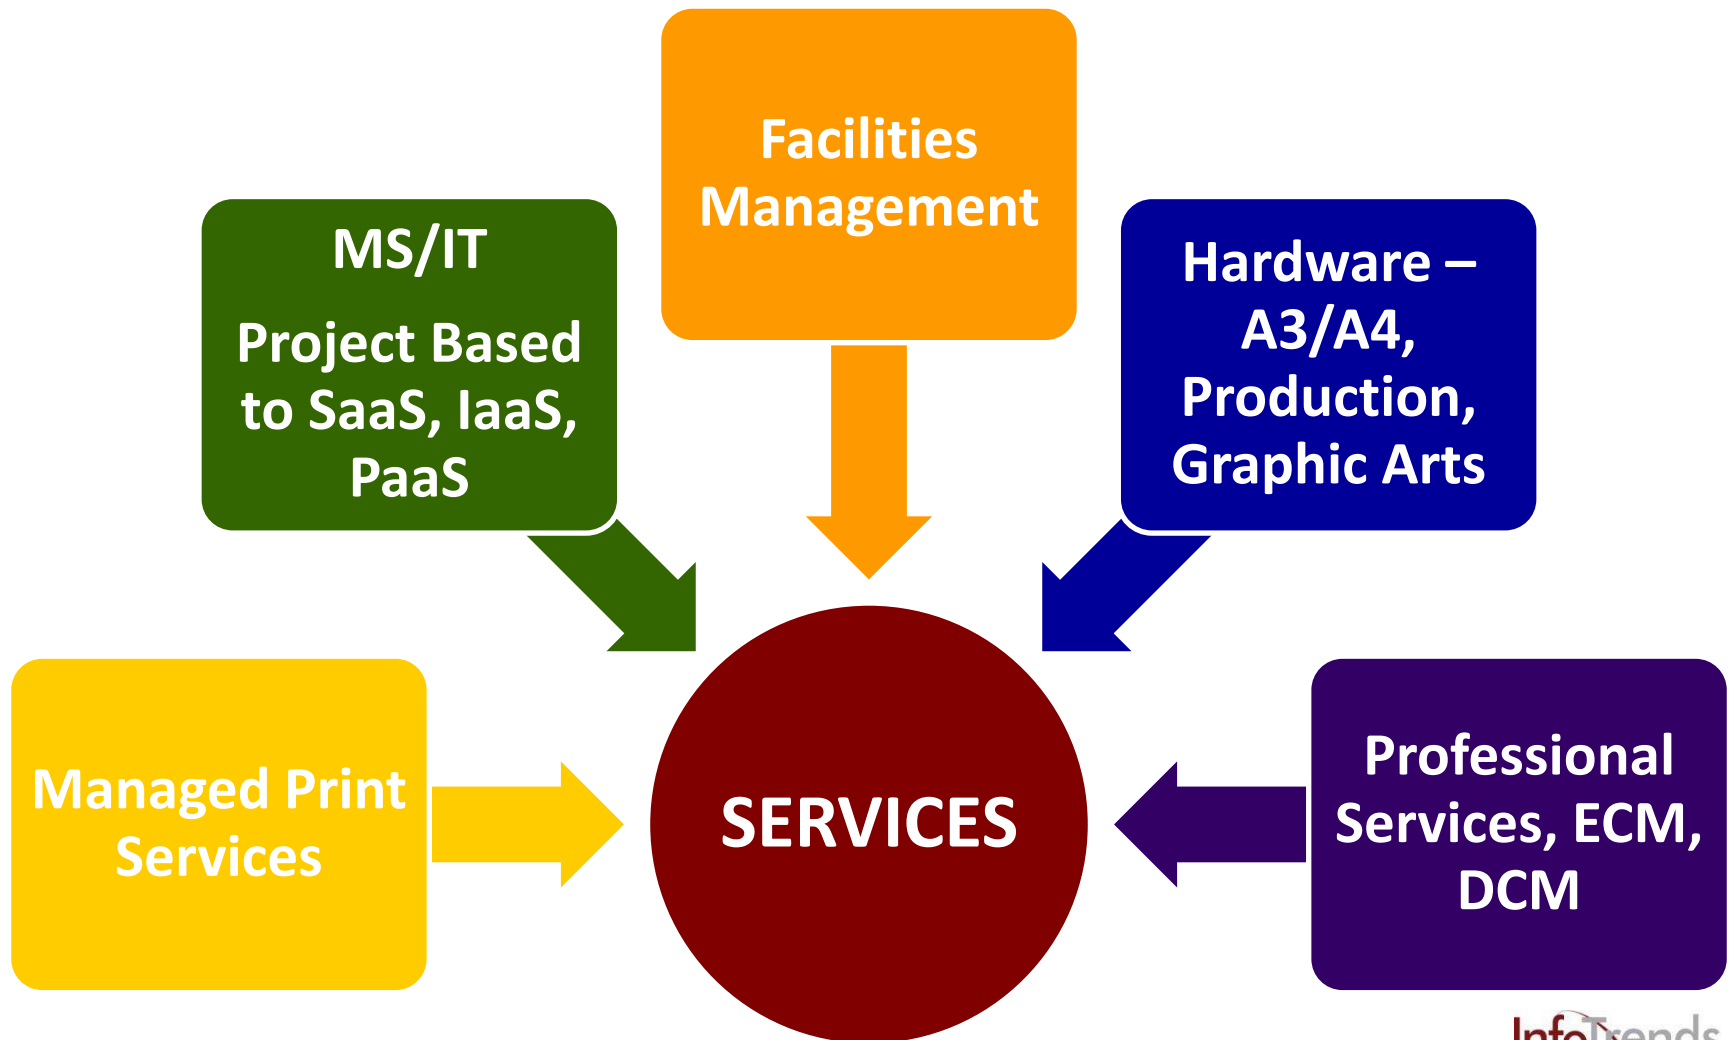 Facilities
Management
MS/IT
Project Based
to SaaS, IaaS,
PaaS
Hardware –
A3/A4,
Production,
Graphic Arts
Managed Print
Services
SERVICES
Professional
Services, ECM,
DCM
InfoTrends